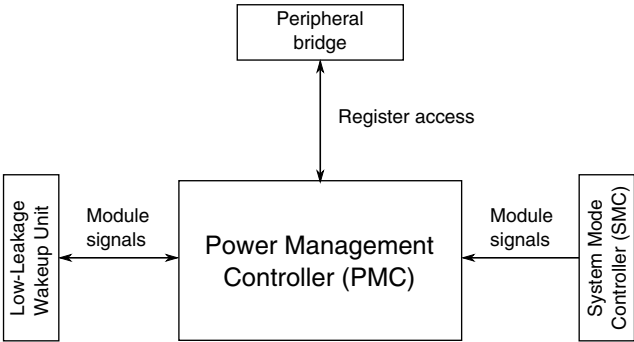 Peripheral
bridge
Register access
Low-Leakage
Wakeup Unit
Module
signals
Power Management
Controller (PMC)
Module
signals
System Mode
Controller (SMC)